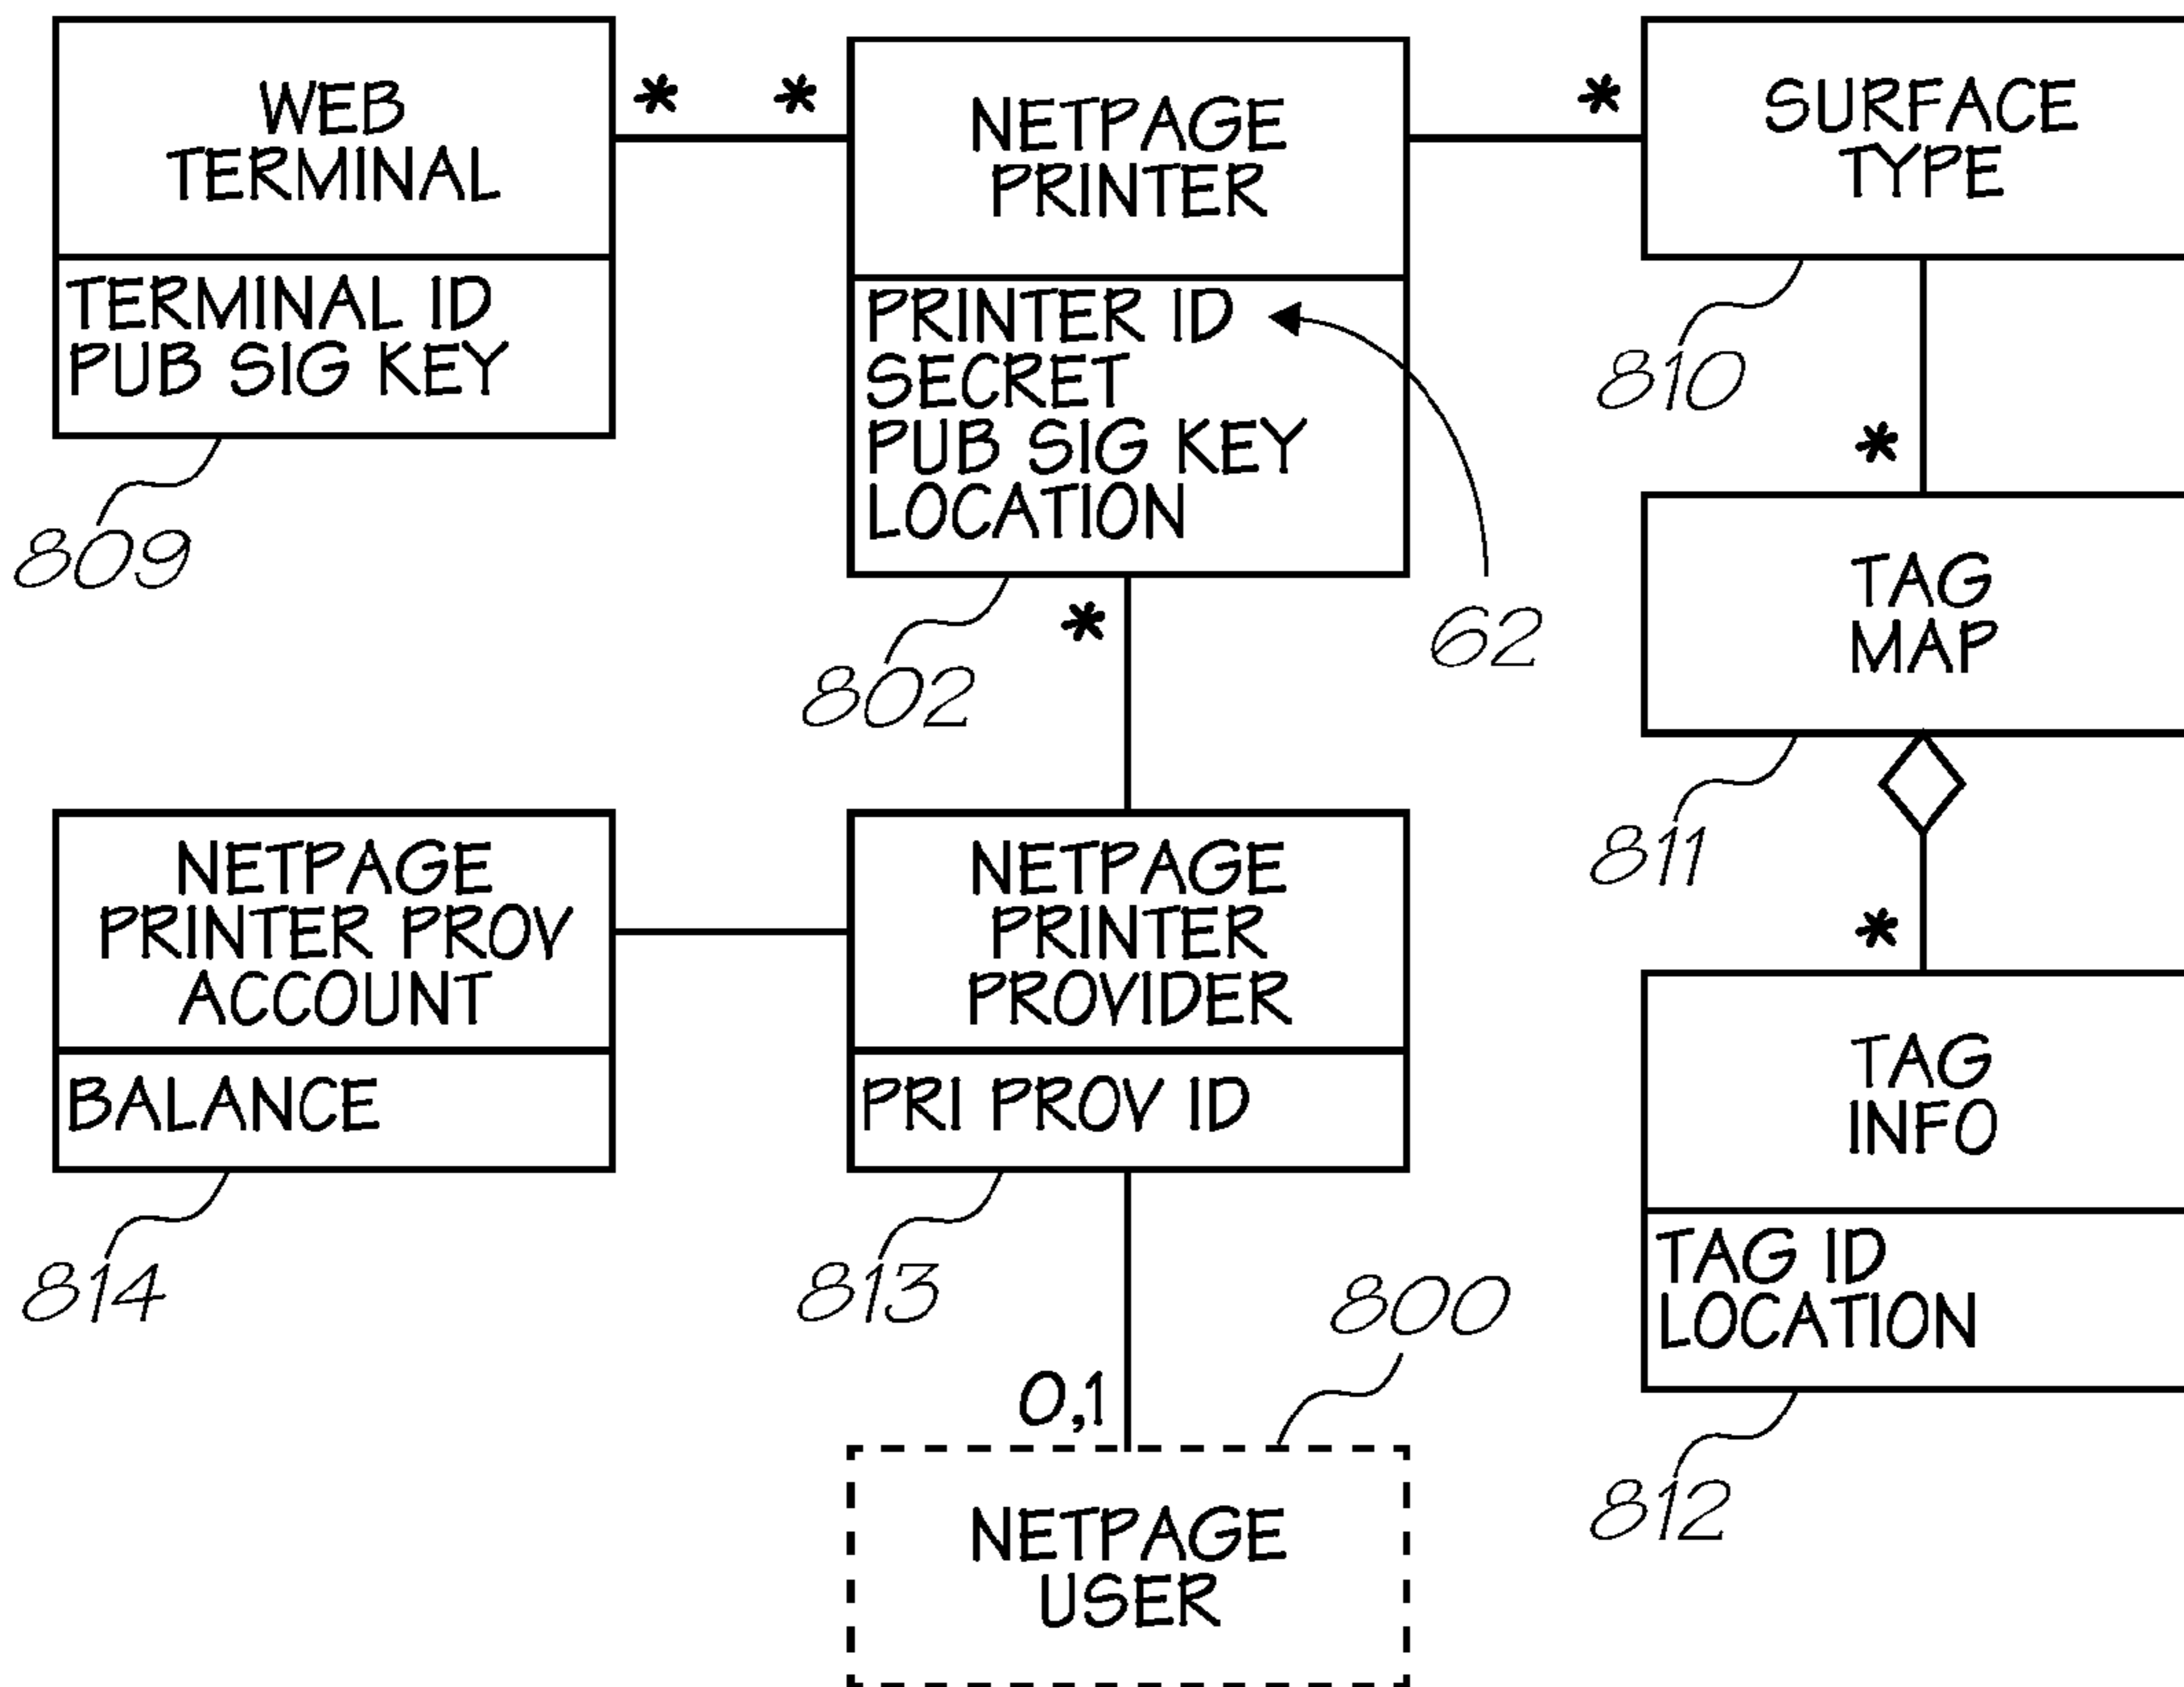 WEB
TERMINAL
TERMINAL ID
PUB SIG KEY
809
*
*
NETPAGE
PRINTER
PRINTER ID
SECRET
PUB SIG KEY
LOCATION
802
62
*
*
SURFACE
TYPE
810
*
TAG
MAP
811
*
NETPAGE
PRINTER PROV
ACCOUNT
BALANCE
814
NETPAGE
PRINTER
PROVIDER
PRI PROV ID
813
TAG
INFO
TAG ID
LOCATION
812
800
0,1
NETPAGE
USER